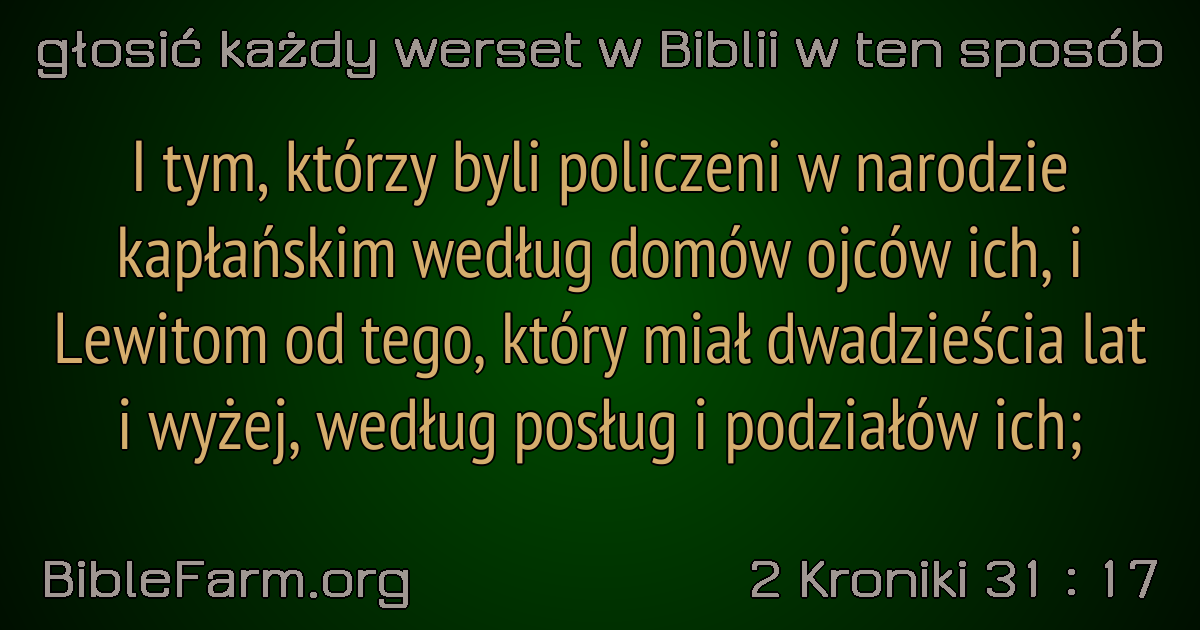 głosić każdy werset w Biblii w ten sposób
I tym, którzy byli policzeni w narodzie
kapłańskim według domów ojców ich, i
Lewitom od tego, który miał dwadzieścia lat
i wyżej, według posług i podziałów ich;
BibleFarm.org
2 Kroniki 31 : 17